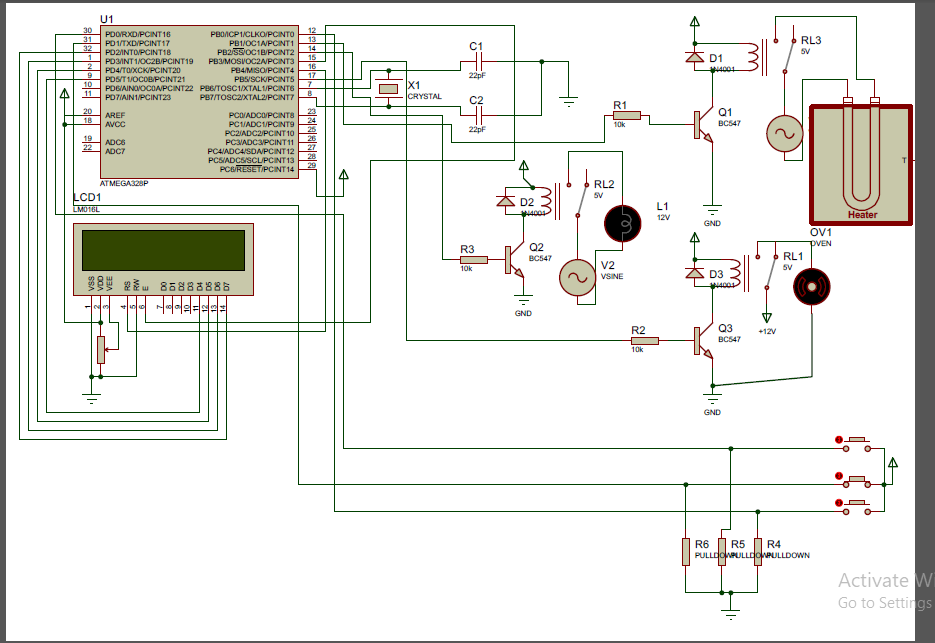 U1
30 PD0/RXD/PCINT16 PB0/ICP1/CLKO/PCINT0 12
31 PD1/TXD/PCINT17 PB1/OC1A/PCINT1 13
32 PD2/INT0/PCINT18 PB2/SS/OC1B/PCINT2 14
1 PD3/INT1/OC2B/PCINT19 PB3/MOSI/OC2A/PCINT3 15
2 PD4/T0/XCK/PCINT20 PB4/MISO/PCINT4 16
9 PD5/T1/OC0B/PCINT21 PB5/SCK/PCINT5 17
10 PD6/AIN0/OC0A/PCINT22 PB6/TOSC1/XTAL1/PCINT6 7
11 PD7/AIN1/PCINT23 PB7/TOSC2/XTAL2/PCINT7 8
20 AREF PC0/ADC0/PCINT8 23
18 AVCC PC1/ADC1/PCINT9 24
PC2/ADC2/PCINT10 25
19 ADC6 PC3/ADC3/PCINT11 26
22 ADC7 PC4/ADC4/SDA/PCINT12 27
PC5/ADC5/SCL/PCINT13 28
PC6/RESET/PCINT14 29
ATMEGA328P
C1
22pF
X1
CRYSTAL
C2
22pF
D1
1N4001
RL3
5V
R1
10k
Q1
BC547
GND
T
Heater
OV1
OVEN
LCD1
LM016L
VSS VDD VEE RS RW E D0 D1 D2 D3 D4 D5 D6 D7
1 2 3 4 5 6 7 8 9 10 11 12 13 14
D2
1N4001
RL2
5V
L1
12V
R3
10k
Q2
BC547
V2
VSINE
GND
D3
1N4001
RL1
5V
+12V
R2
10k
Q3
BC547
GND
R6 R5 R4
PULLDOWN PULLDOWN PULLDOWN
Activate W
Go to Settings